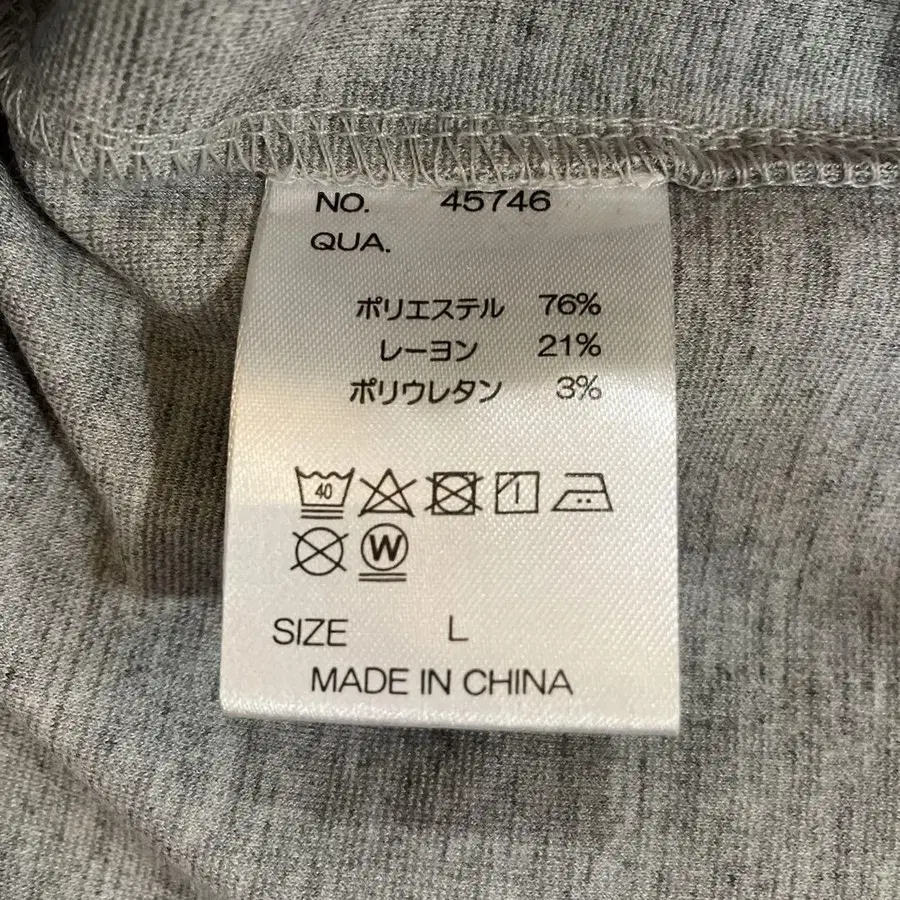 NO. 45746
QUA.
ポリエステル 76%
レーヨン 21%
ポリウレタン 3%
40
W
SIZE L
MADE IN CHINA